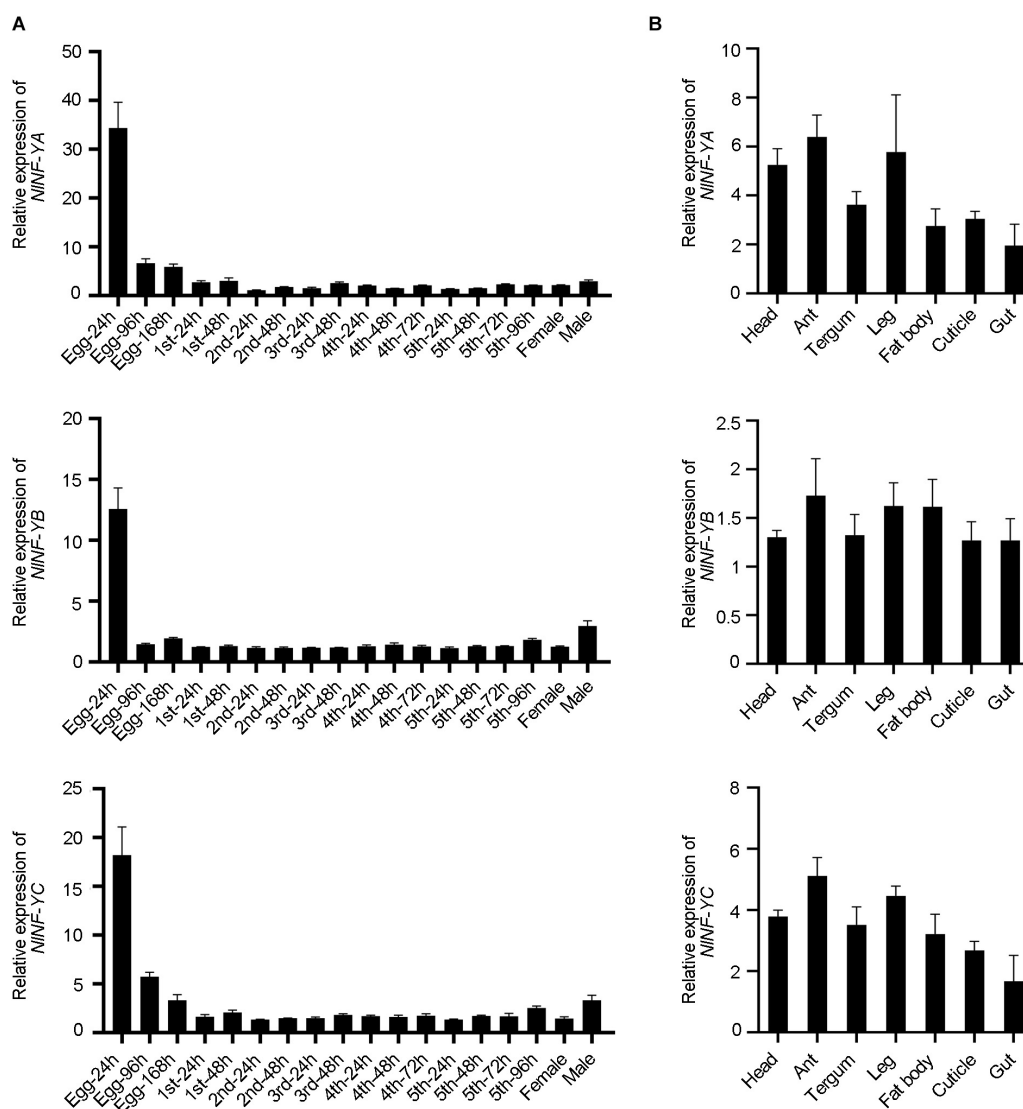 A
Relative expression of
NlNF-YA
50
40
30
20
10
0
Egg-24h
Egg-96h
Egg-168h
1st-24h
1st-48h
2nd-24h
2nd-48h
3rd-24h
3rd-48h
4th-24h
4th-48h
4th-72h
5th-24h
5th-48h
5th-72h
5th-96h
Female
Male
Relative expression of
NlNF-YB
20
15
10
5
0
Egg-24h
Egg-96h
Egg-168h
1st-24h
1st-48h
2nd-24h
2nd-48h
3rd-24h
3rd-48h
4th-24h
4th-48h
4th-72h
5th-24h
5th-48h
5th-72h
5th-96h
Female
Male
Relative expression of
NlNF-YC
25
20
15
10
5
0
Egg-24h
Egg-96h
Egg-168h
1st-24h
1st-48h
2nd-24h
2nd-48h
3rd-24h
3rd-48h
4th-24h
4th-48h
4th-72h
5th-24h
5th-48h
5th-72h
5th-96h
Female
Male
B
Relative expression of
NlNF-YA
10
8
6
4
2
0
Head
Ant
Tergum
Leg
Fat body
Cuticle
Gut
Relative expression of
NlNF-YB
2.5
2
1.5
1
0.5
0
Head
Ant
Tergum
Leg
Fat body
Cuticle
Gut
Relative expression of
NlNF-YC
8
6
4
2
0
Head
Ant
Tergum
Leg
Fat body
Cuticle
Gut